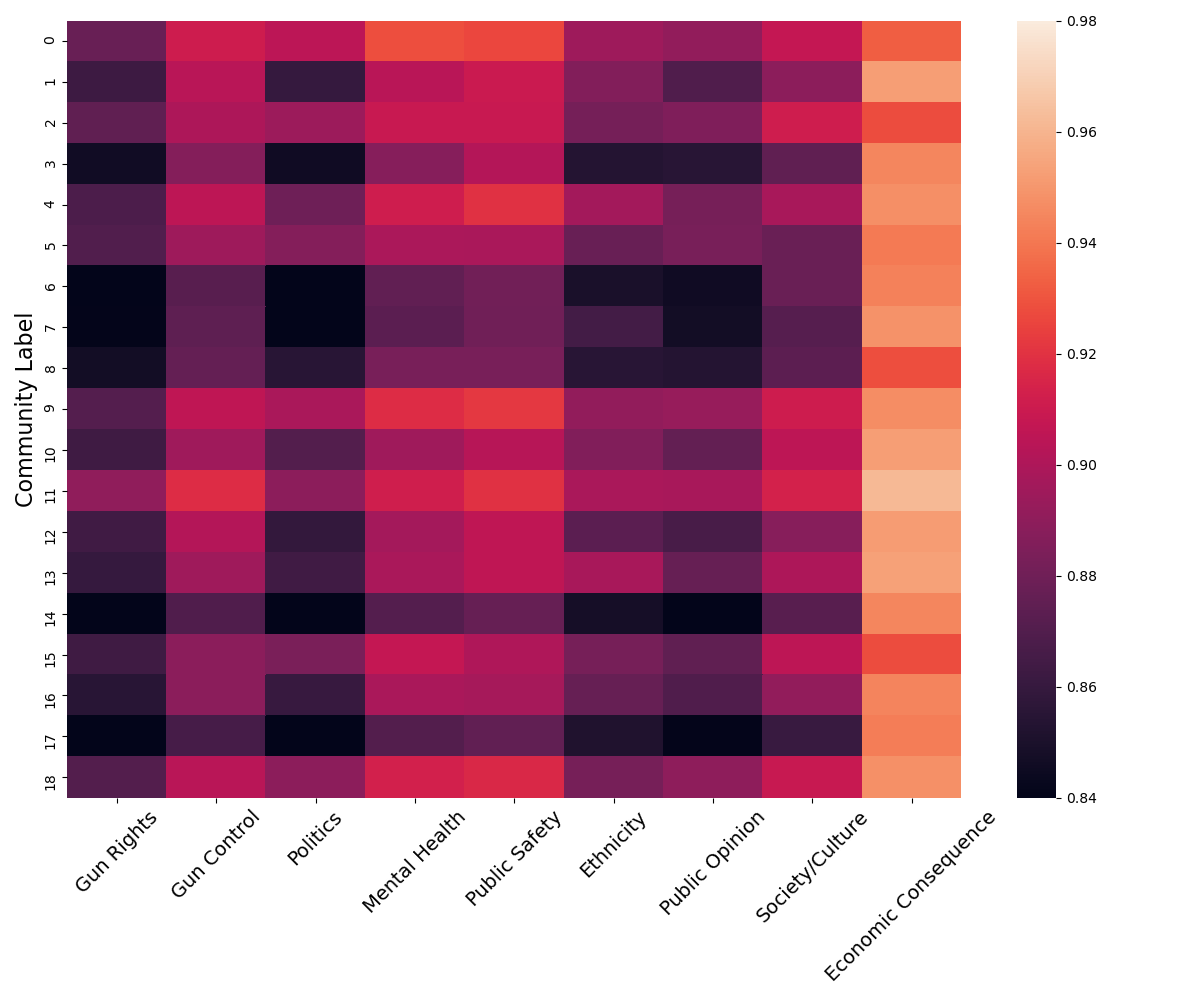 Community Label
0
1
2
3
4
5
6
7
8
9
10
11
12
13
14
15
16
17
18
Gun Rights
Gun Control
Politics
Mental Health
Public Safety
Ethnicity
Public Opinion
Society/Culture
Economic Consequence
0.98
0.96
0.94
0.92
0.90
0.88
0.86
0.84